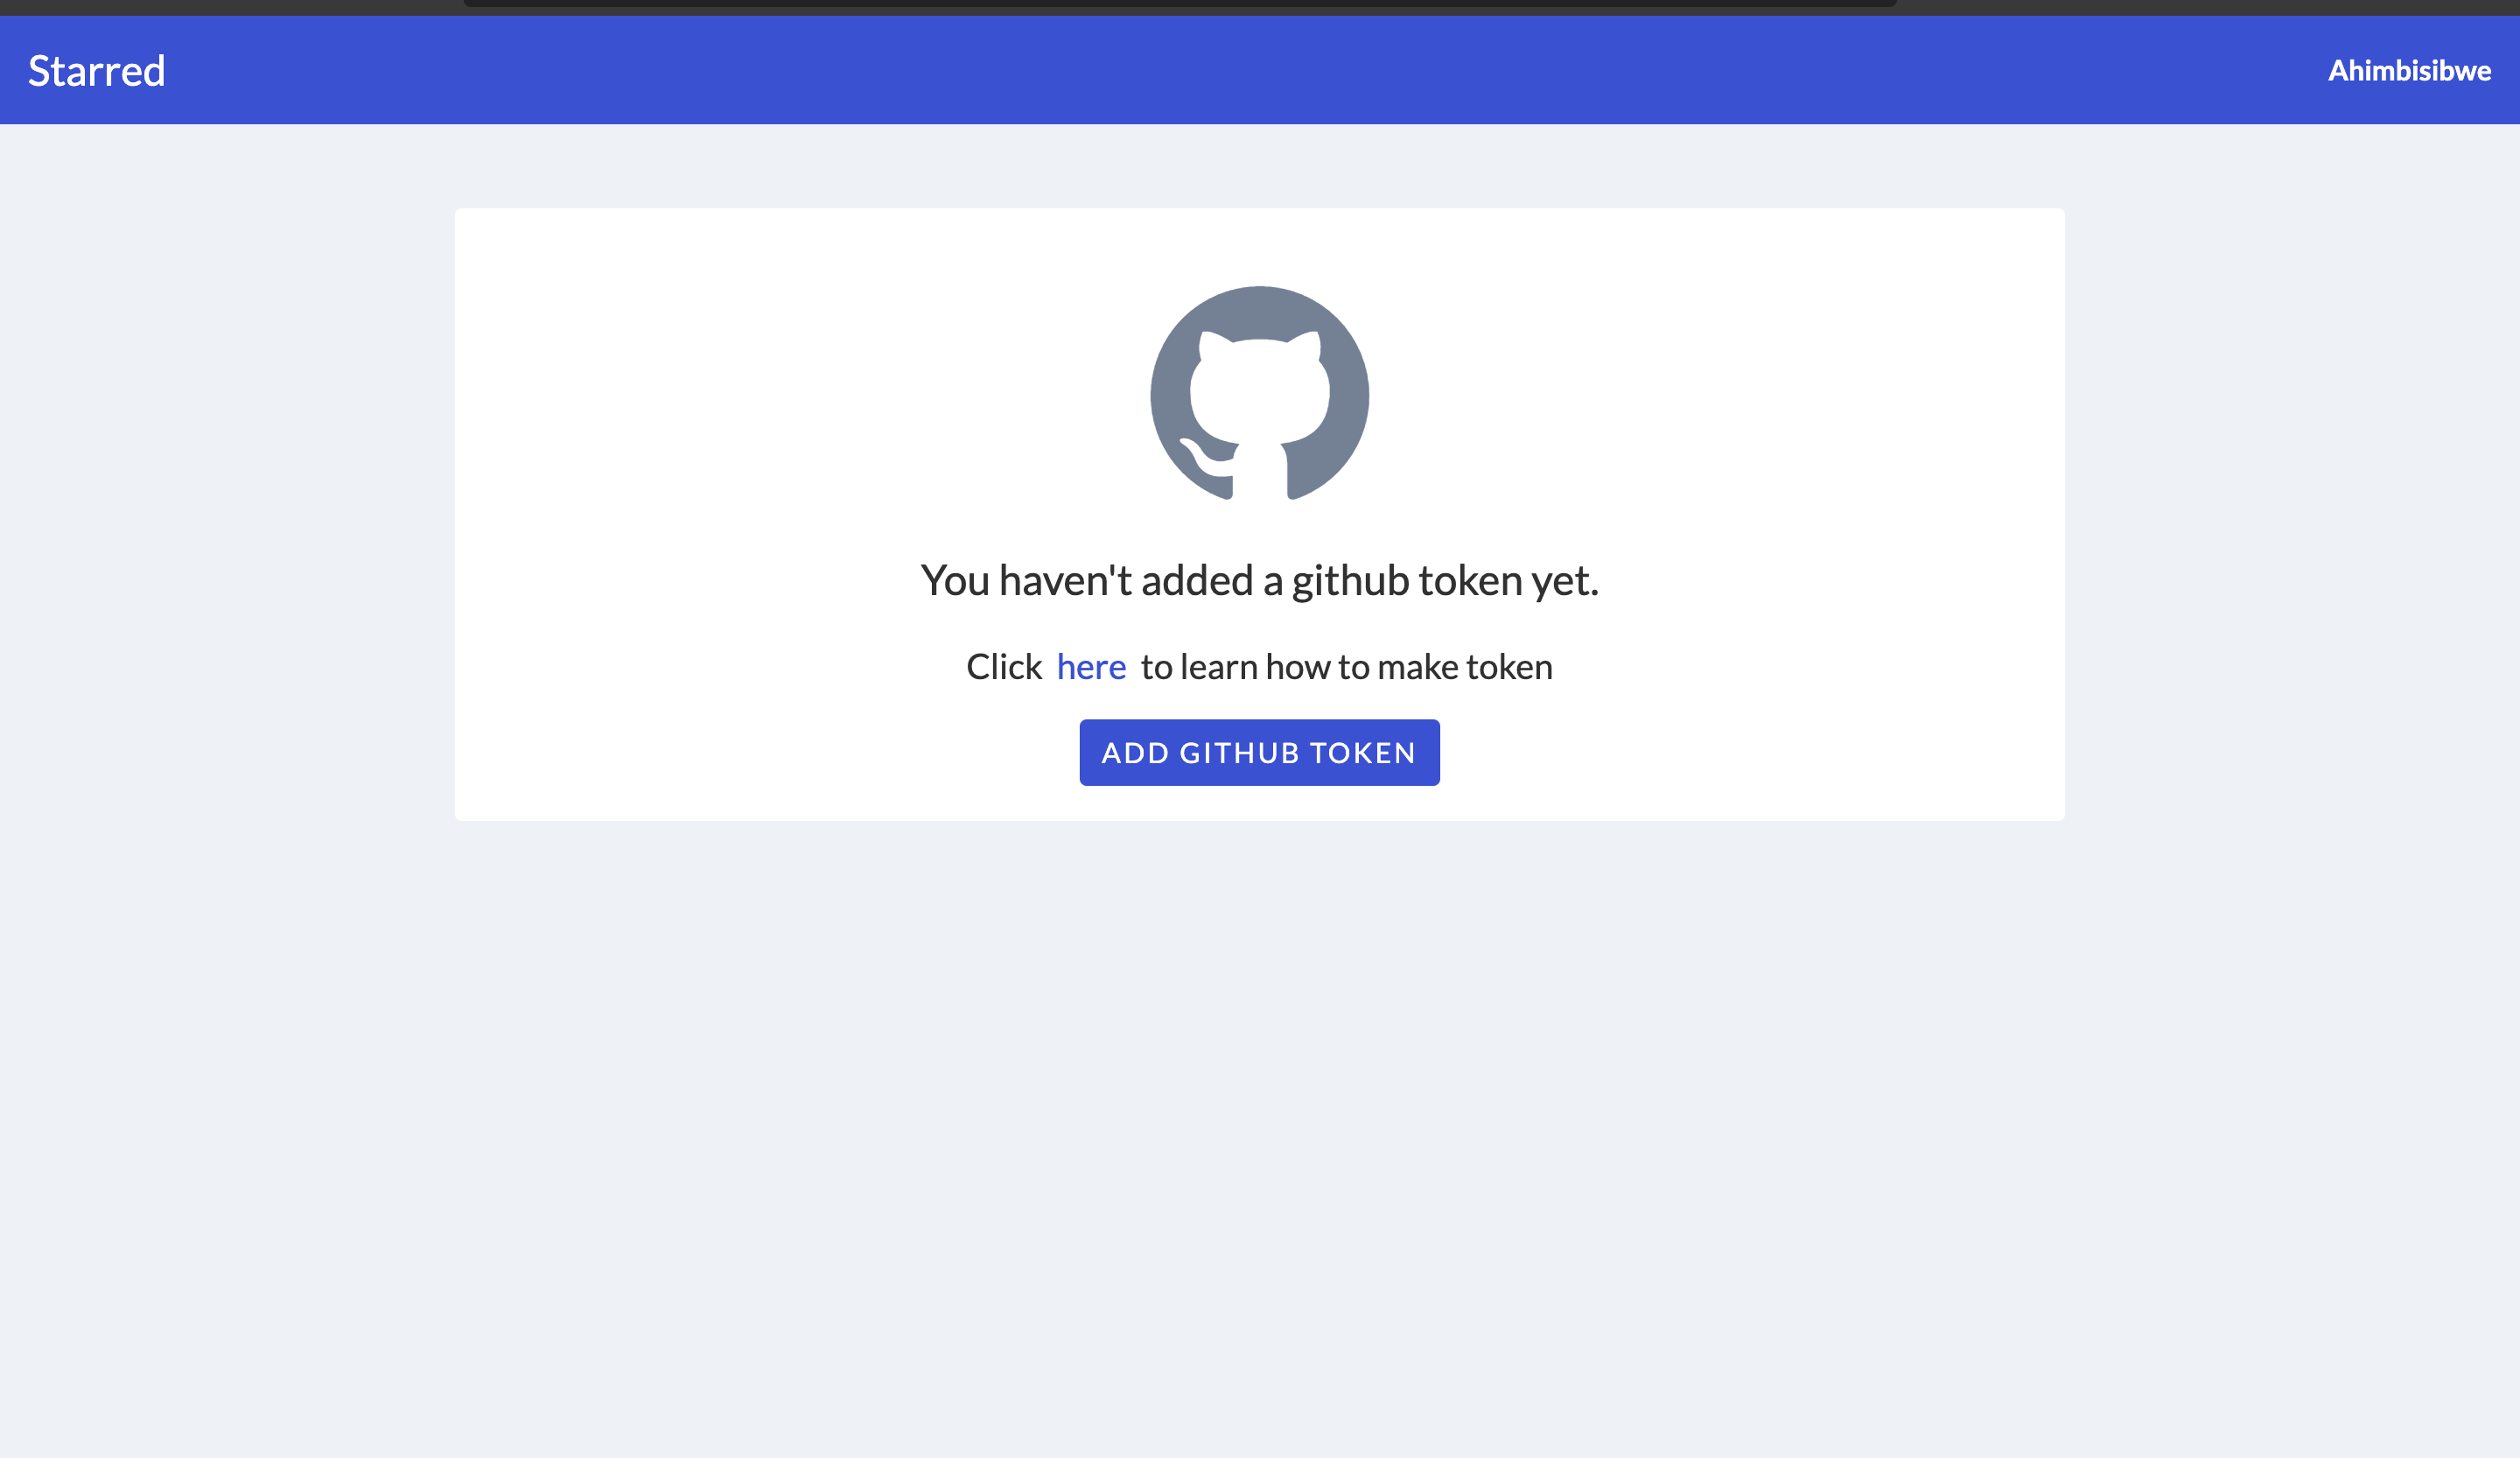 Starred
Ahimbisibwe
You haven't added a github token yet.
Click here to learn how to make token
ADD GITHUB TOKEN